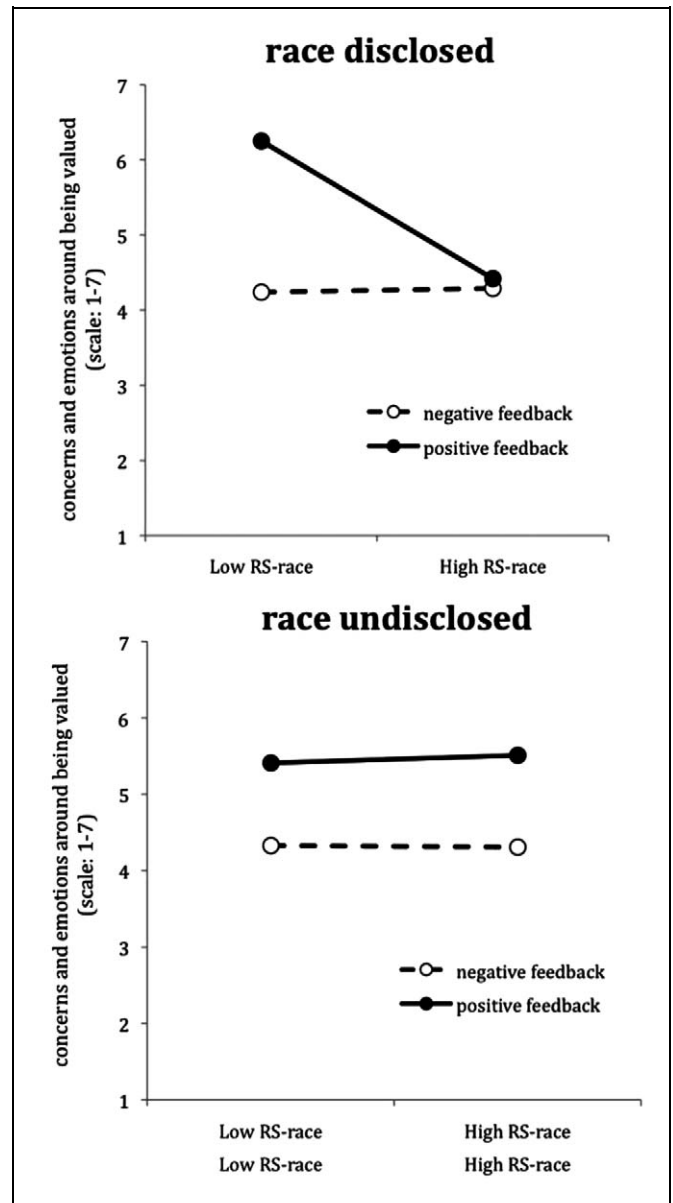 race disclosed
7
6
5
4
3
2
1
concerns and emotions around being valued
(scale: 1-7)
negative feedback
positive feedback
Low RS-race
High RS-race
race undisclosed
7
6
5
4
3
2
1
concerns and emotions around being valued
(scale: 1-7)
negative feedback
positive feedback
Low RS-race
High RS-race
Low RS-race
High RS-race